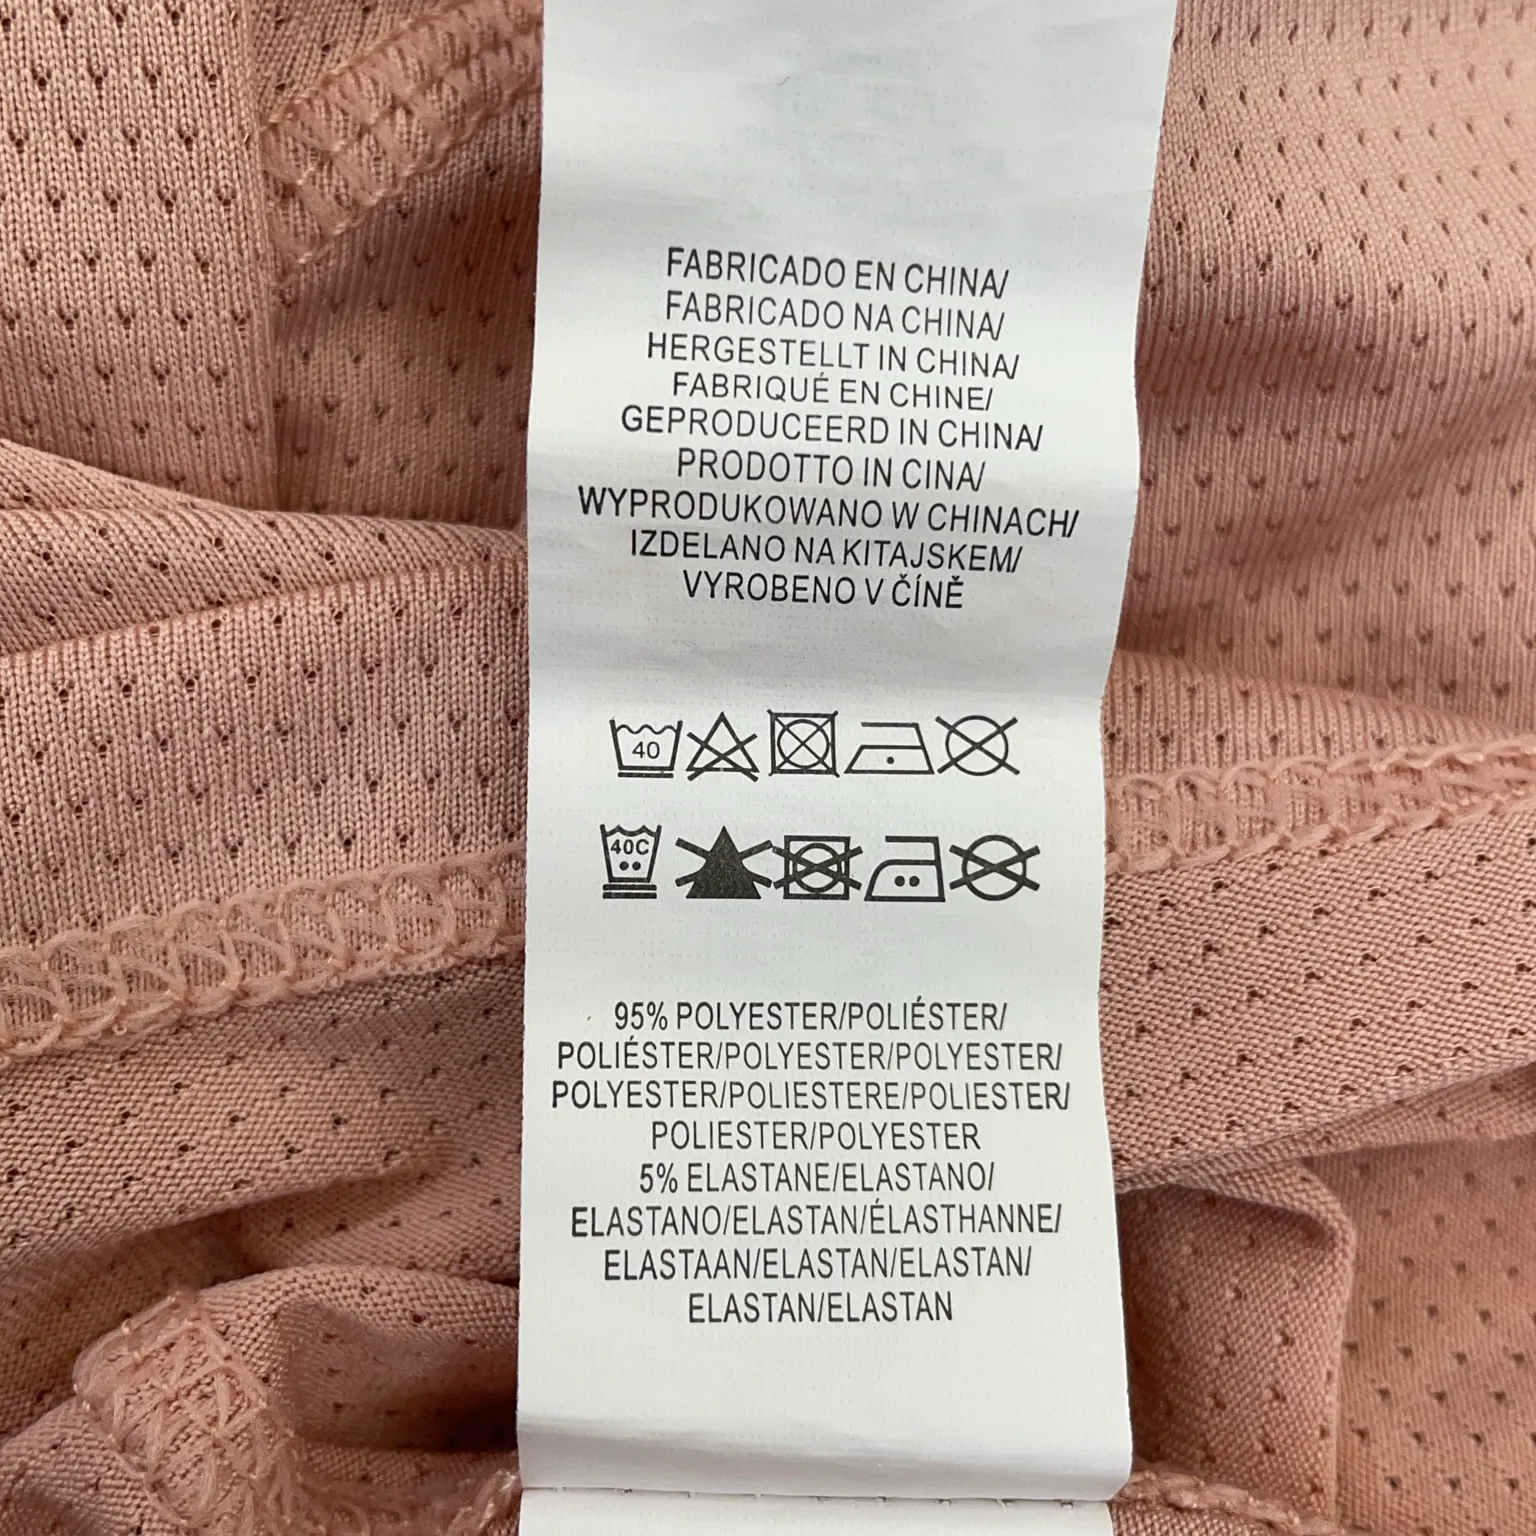 FABRICADO EN CHINA/
FABRICADO NA CHINA/
HERGESTELLT IN CHINA/
FABRIQUÉ EN CHINE/
GEPRODUCEERD IN CHINA/
PRODOTTO IN CINA/
WYPRODUKOWANO W CHINACH/
IZDELANO NA KITAJSKEM/
VYROBENO V ČÍNĚ
40
40C
95% POLYESTER/POLIÉSTER/
POLIÉSTER/POLYESTER/POLYESTER/
POLYESTER/POLIESTERE/POLIESTER/
POLIESTER/POLYESTER
5% ELASTANE/ELASTANO/
ELASTANO/ELASTAN/ÉLASTHANNE/
ELASTAAN/ELASTAN/ELASTAN/
ELASTAN/ELASTAN